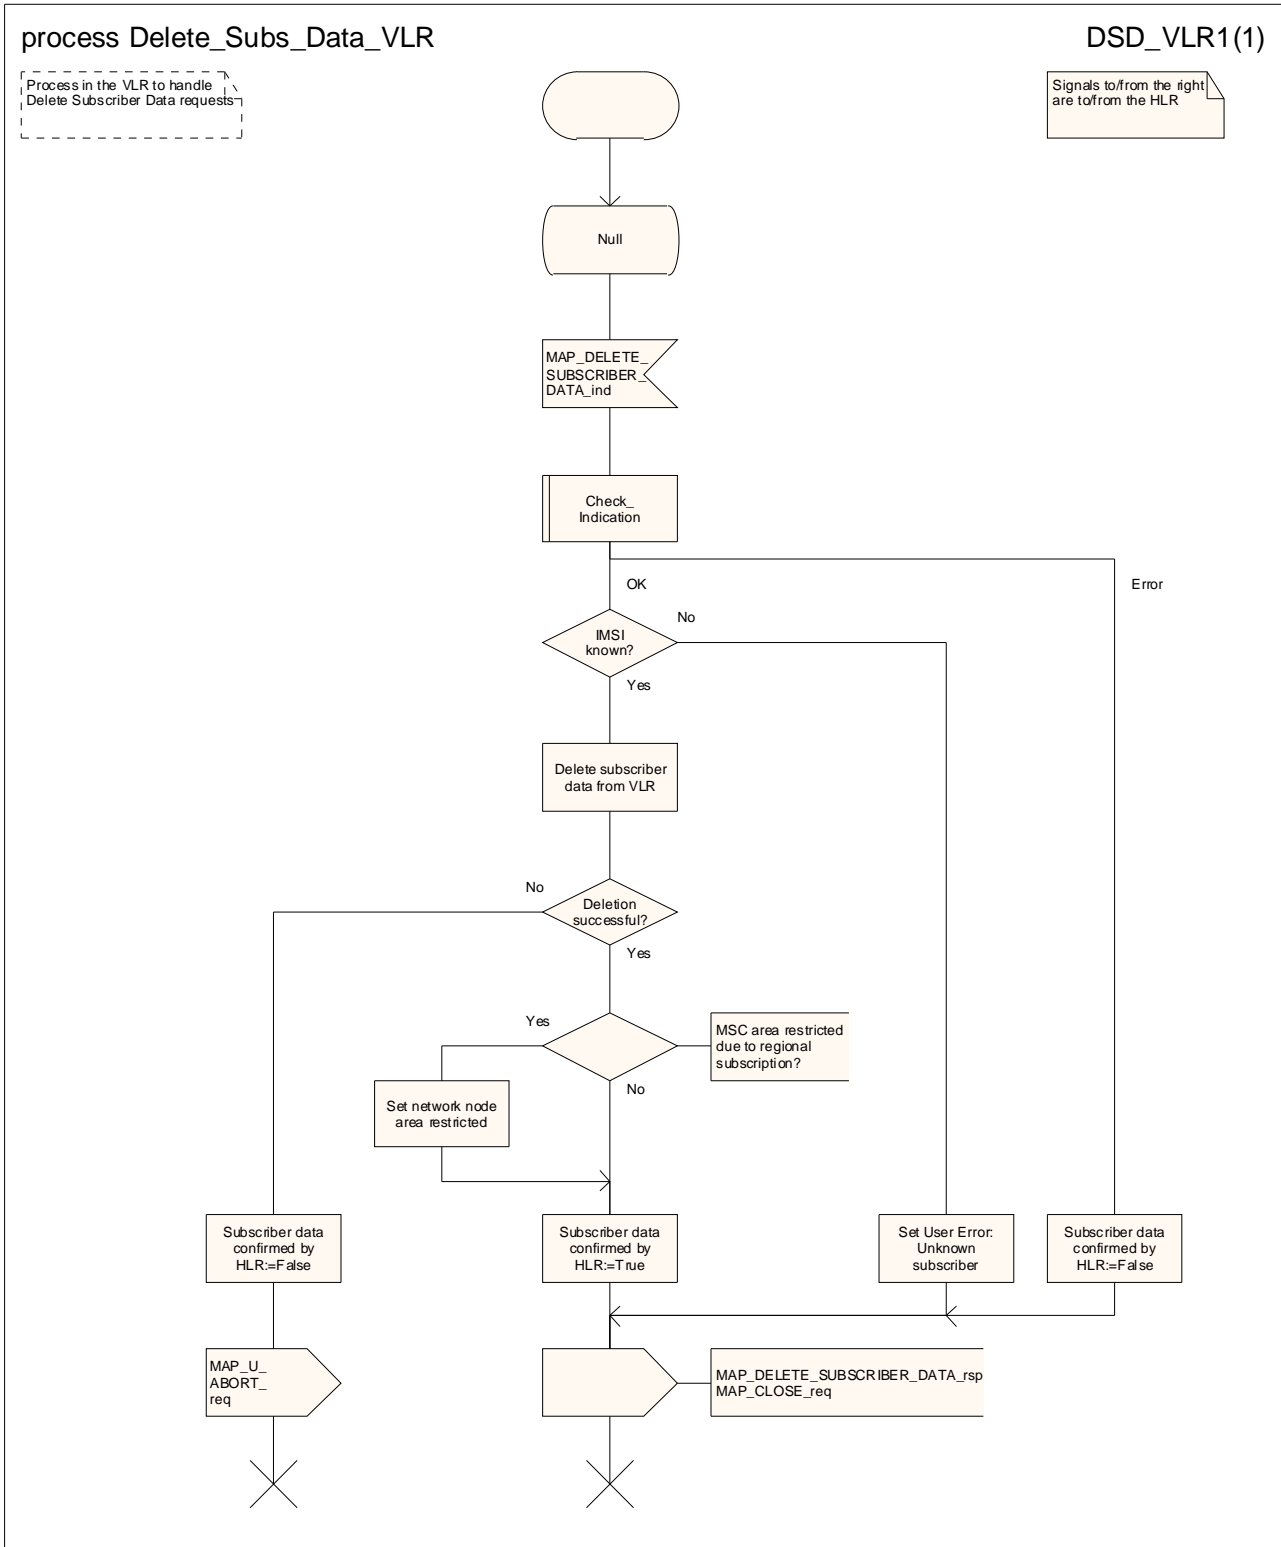 process Delete_Subs_Data_VLR
DSD_VLR1(1)
Process in the VLR to handle
Delete Subscriber Data requests
Signals to/from the right
are to/from the HLR
Null
MAP_DELETE_
SUBSCRIBER_
DATA_ind
Check_
Indication
OK
Error
IMSI
known?
No
Yes
Delete subscriber
data from VLR
No
Deletion
successful?
Yes
Yes
MSC area restricted
due to regional
subscription?
No
Set network node
area restricted
Subscriber data
confirmed by
HLR:=False
Subscriber data
confirmed by
HLR:=True
Set User Error:
Unknown
subscriber
Subscriber data
confirmed by
HLR:=False
MAP_U_
ABORT_
req
MAP_DELETE_SUBSCRIBER_DATA_rsp
MAP_CLOSE_req